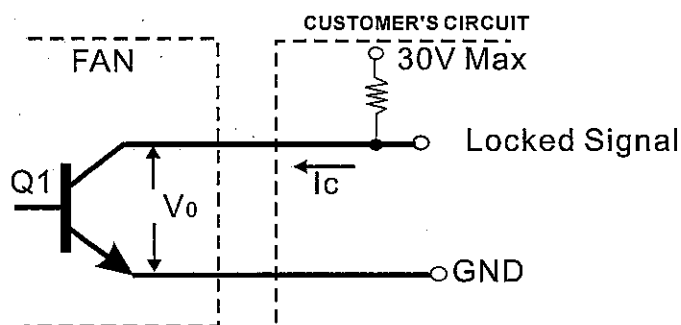 CUSTOMER'S CIRCUIT
FAN
30V Max
Locked Signal
Q1
Ic
V0
GND